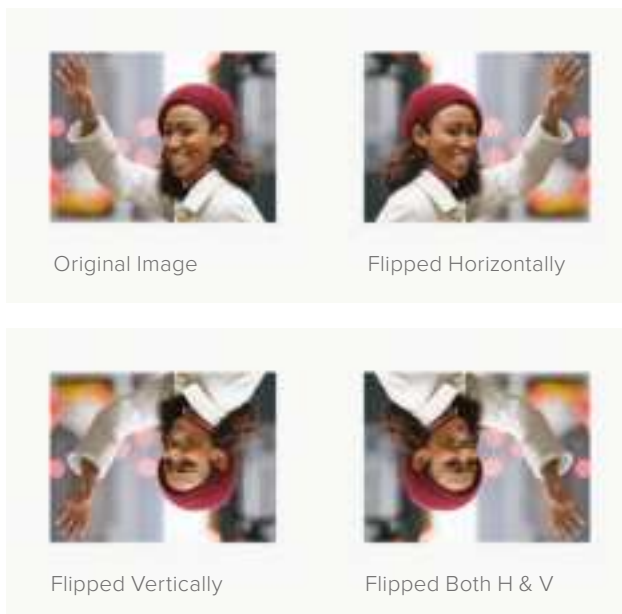 Original Image
Flipped Horizontally
Flipped Vertically
Flipped Both H & V